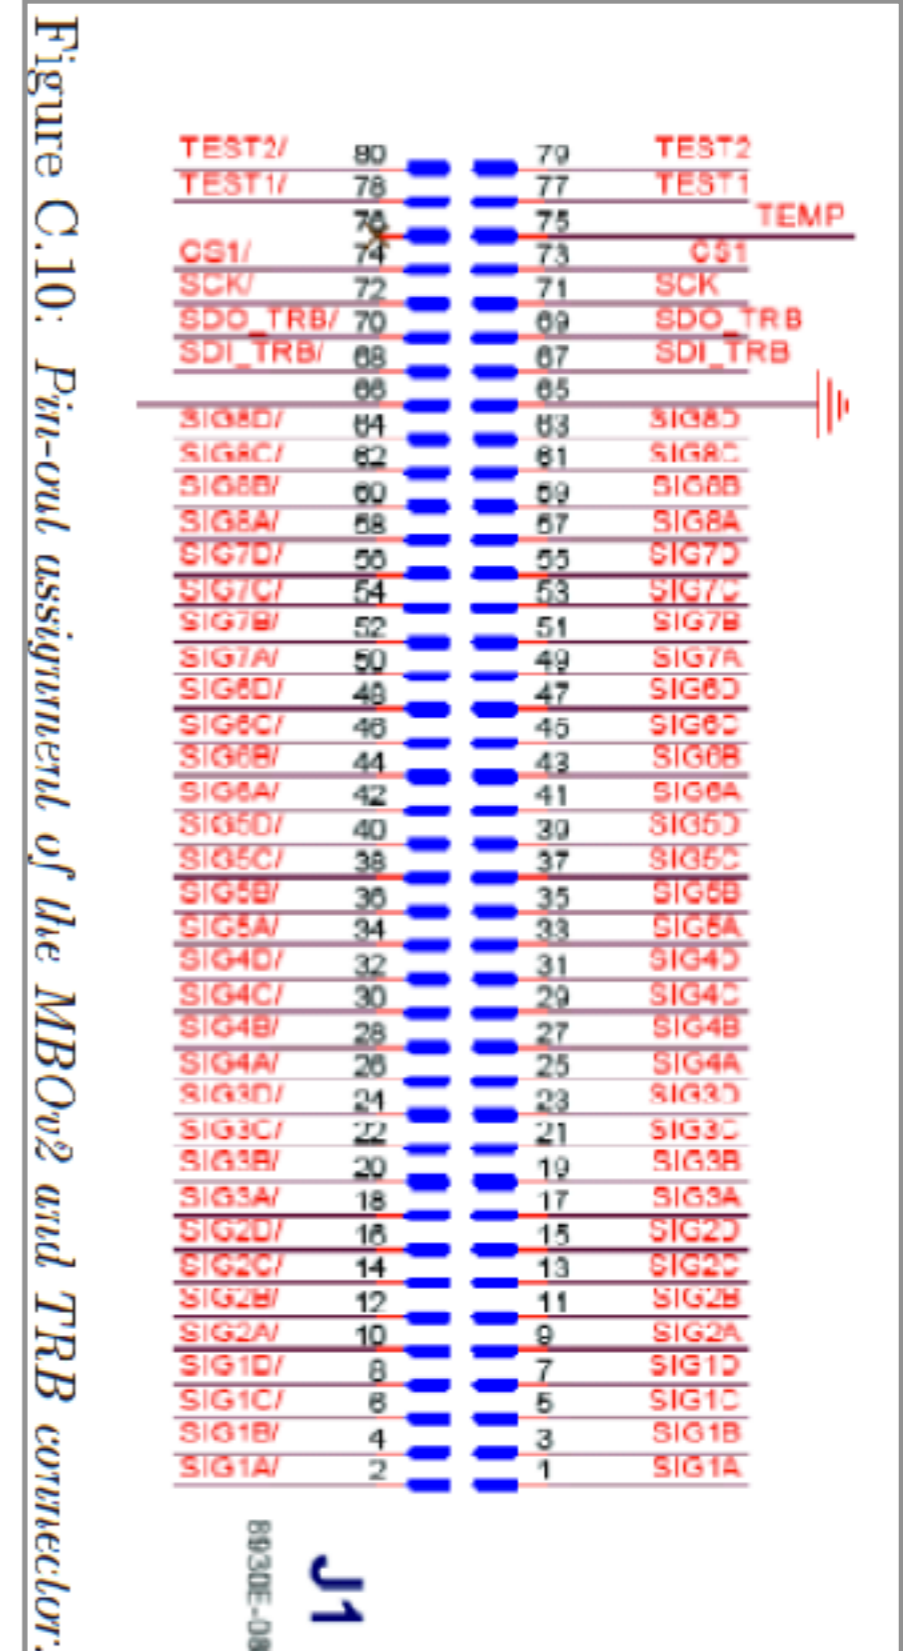 Figure C.10: Pin-out assignment of the MBOv2 and TRB connector.
TEST2/ 80 79 TEST2
TEST1/ 78 77 TEST1
76 75 TEMP
CS1/ 74 73 CS1
SCK/ 72 71 SCK
SDO_TRB/ 70 69 SDO_TRB
SDI_TRB/ 68 67 SDI_TRB
66 65
SIG8D/ 64 63 SIG8D
SIG8C/ 62 61 SIG8C
SIG8B/ 60 59 SIG8B
SIG8A/ 58 57 SIG8A
SIG7D/ 56 55 SIG7D
SIG7C/ 54 53 SIG7C
SIG7B/ 52 51 SIG7B
SIG7A/ 50 49 SIG7A
SIG6D/ 48 47 SIG6D
SIG6C/ 46 45 SIG6C
SIG6B/ 44 43 SIG6B
SIG6A/ 42 41 SIG6A
SIG5D/ 40 39 SIG5D
SIG5C/ 38 37 SIG5C
SIG5B/ 36 35 SIG5B
SIG5A/ 34 33 SIG5A
SIG4D/ 32 31 SIG4D
SIG4C/ 30 29 SIG4C
SIG4B/ 28 27 SIG4B
SIG4A/ 26 25 SIG4A
SIG3D/ 24 23 SIG3D
SIG3C/ 22 21 SIG3C
SIG3B/ 20 19 SIG3B
SIG3A/ 18 17 SIG3A
SIG2D/ 16 15 SIG2D
SIG2C/ 14 13 SIG2C
SIG2B/ 12 11 SIG2B
SIG2A/ 10 9 SIG2A
SIG1D/ 8 7 SIG1D
SIG1C/ 6 5 SIG1C
SIG1B/ 4 3 SIG1B
SIG1A/ 2 1 SIG1A
J1